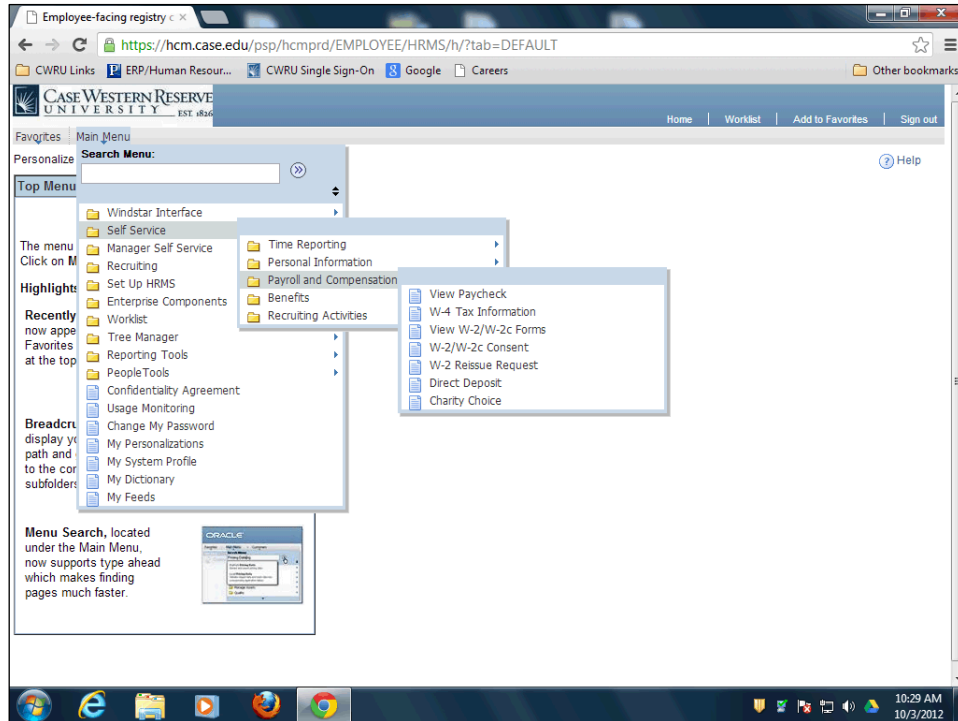 Employee-facing registry c
https://hcm.case.edu/psp/hcmprd/EMPLOYEE/HRMS/h/?tab=DEFAULT
CWRU Links ERP/Human Resour... CWRU Single Sign-On Google Careers Other bookmarks
CASE WESTERN RESERVE
UNIVERSITY EST. 1826
Home | Worklist | Add to Favorites | Sign out
Favorites Main Menu
Personalize
Help
Search Menu:
Top Menu
Windstar Interface
Self Service
Manager Self Service
Recruiting
Set Up HRMS
Enterprise Components
Worklist
Tree Manager
Reporting Tools
PeopleTools
Confidentiality Agreement
Usage Monitoring
Change My Password
My Personalizations
My System Profile
My Dictionary
My Feeds
Time Reporting
Personal Information
Payroll and Compensation
Benefits
Recruiting Activities
View Paycheck
W-4 Tax Information
View W-2/W-2c Forms
W-2/W-2c Consent
W-2 Reissue Request
Direct Deposit
Charity Choice
The menu
Click on M
Highlights
Recently
now appe
Favorites
at the top
Breadcru
display yo
path and
to the cor
subfolders
Menu Search, located
under the Main Menu,
now supports type ahead
which makes finding
pages much faster.
ORACLE
10:29 AM
10/3/2012